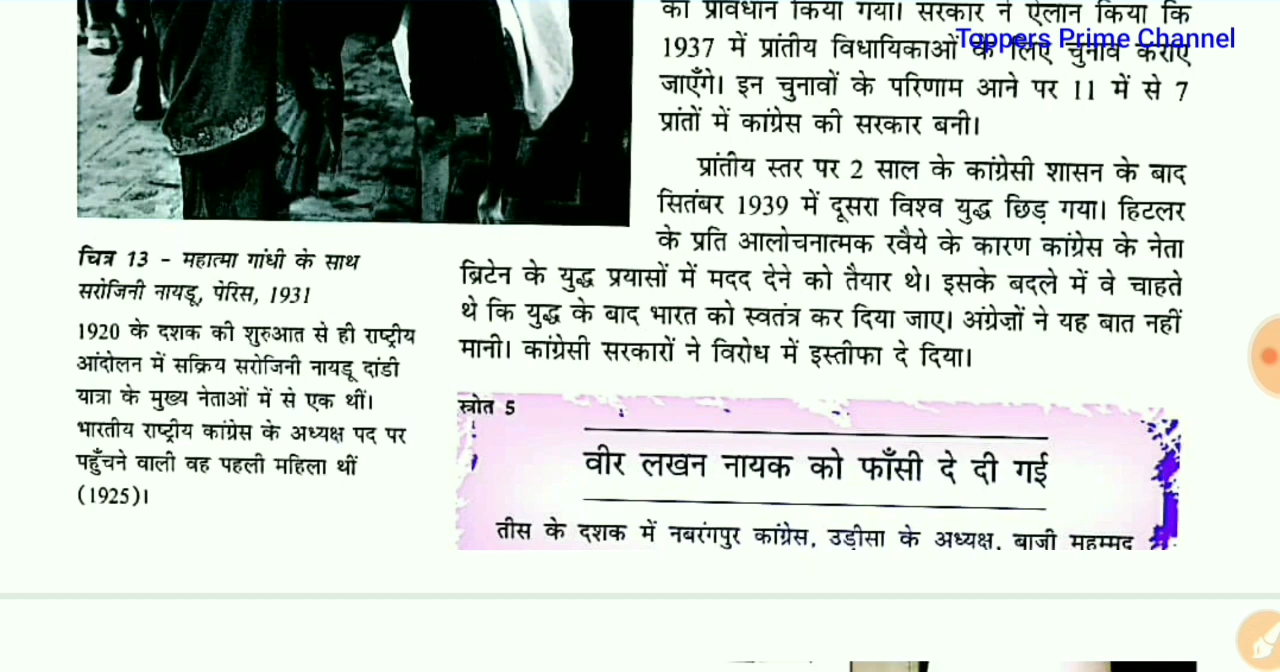 का प्रावधान किया गया। सरकार ने ऐलान किया कि
Toppers Prime Channel
1937 में प्रांतीय विधायिकाओं के लिए चुनाव कराए
जाएँगे। इन चुनावों के परिणाम आने पर 11 में से 7
प्रांतों में कांग्रेस की सरकार बनी।
प्रांतीय स्तर पर 2 साल के कांग्रेसी शासन के बाद
सितंबर 1939 में दूसरा विश्व युद्ध छिड़ गया। हिटलर
के प्रति आलोचनात्मक रवैये के कारण कांग्रेस के नेता
ब्रिटेन के युद्ध प्रयासों में मदद देने को तैयार थे। इसके बदले में वे चाहते
थे कि युद्ध के बाद भारत को स्वतंत्र कर दिया जाए। अंग्रेज़ों ने यह बात नहीं
मानी। कांग्रेसी सरकारों ने विरोध में इस्तीफा दे दिया।
चित्र 13 - महात्मा गांधी के साथ
सरोजिनी नायडू, पेरिस, 1931
1920 के दशक की शुरुआत से ही राष्ट्रीय
आंदोलन में सक्रिय सरोजिनी नायडू दांडी
यात्रा के मुख्य नेताओं में से एक थीं।
भारतीय राष्ट्रीय कांग्रेस के अध्यक्ष पद पर
पहुँचने वाली वह पहली महिला थीं
(1925)।
स्त्रोत 5
वीर लखन नायक को फाँसी दे दी गई
तीस के दशक में नबरंगपुर कांग्रेस, उड़ीसा के अध्यक्ष, बाजी मुहम्मद